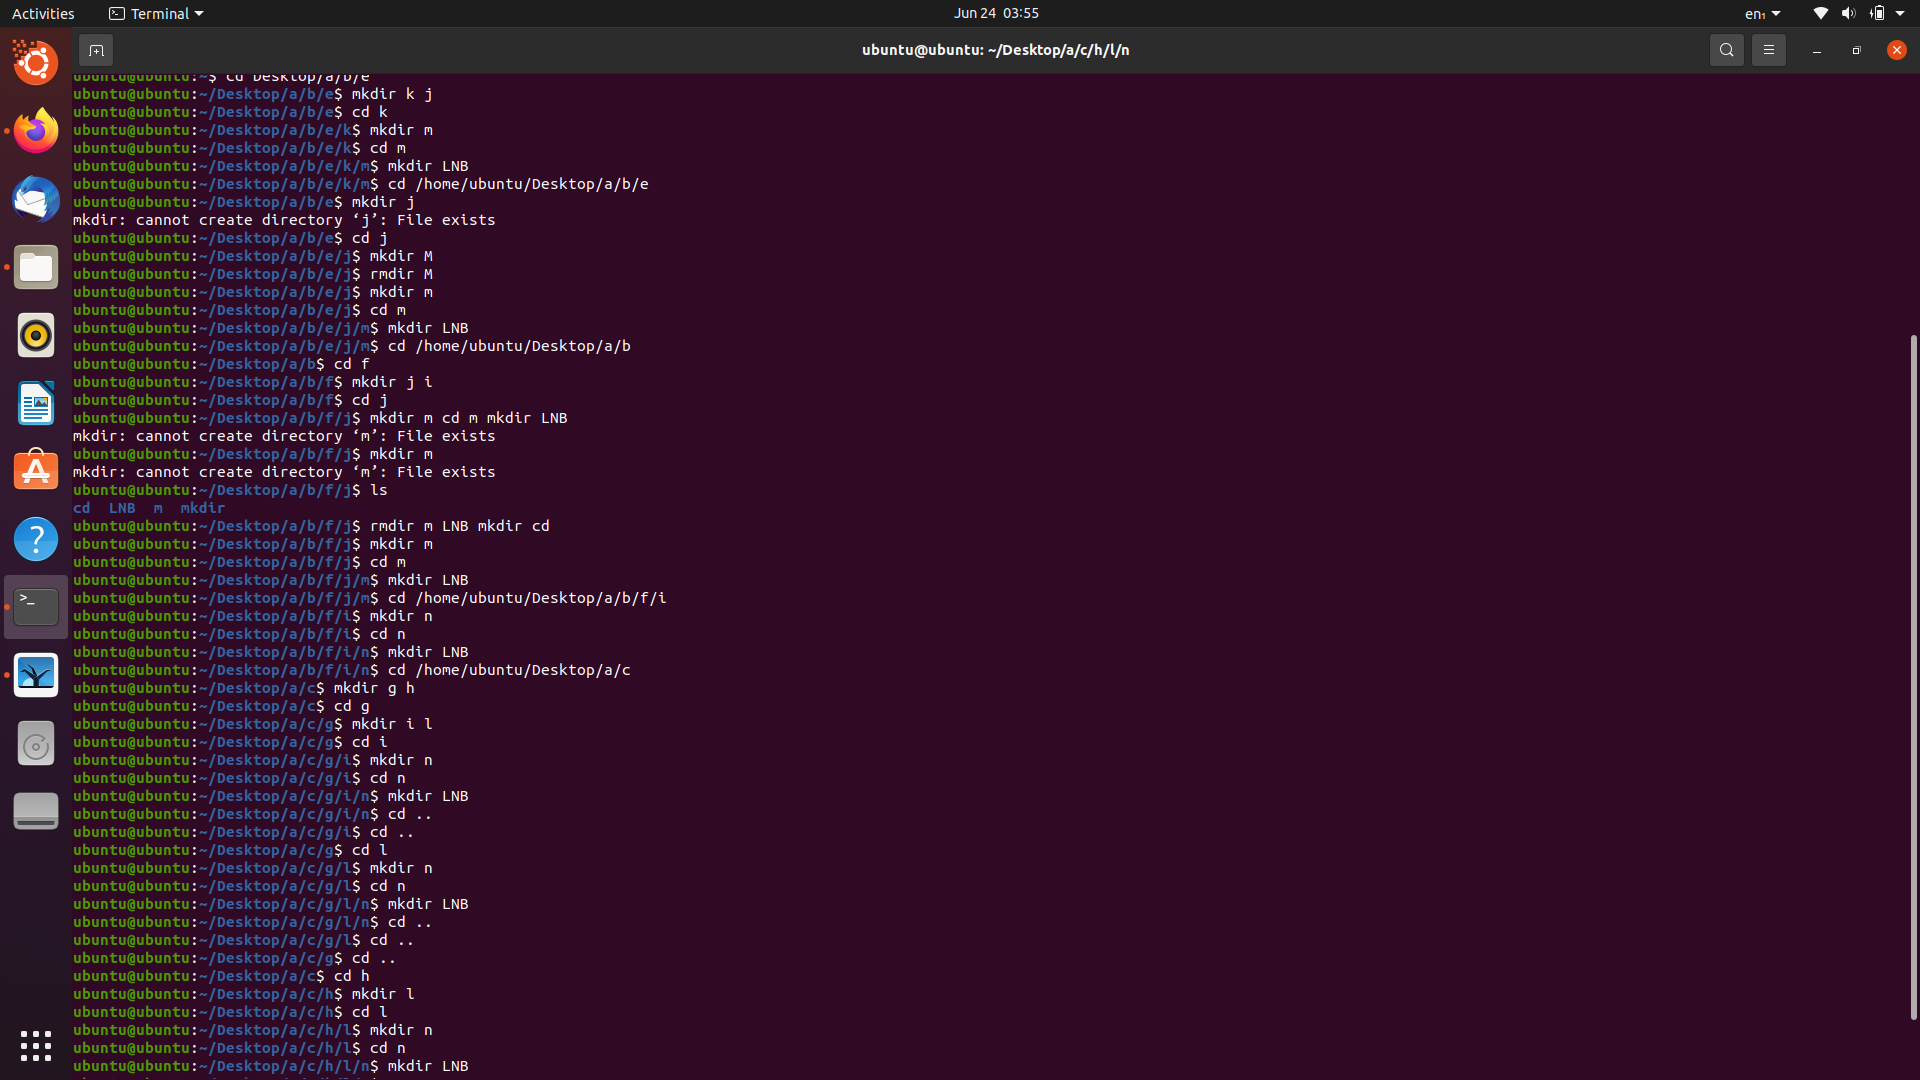 Activities Terminal Jun 24 03:55 en₁
ubuntu@ubuntu: ~/Desktop/a/c/h/l/n
ubuntu@ubuntu:~$ cd Desktop/a/b/e
ubuntu@ubuntu:~/Desktop/a/b/e$ mkdir k j
ubuntu@ubuntu:~/Desktop/a/b/e$ cd k
ubuntu@ubuntu:~/Desktop/a/b/e/k$ mkdir m
ubuntu@ubuntu:~/Desktop/a/b/e/k$ cd m
ubuntu@ubuntu:~/Desktop/a/b/e/k/m$ mkdir LNB
ubuntu@ubuntu:~/Desktop/a/b/e/k/m$ cd /home/ubuntu/Desktop/a/b/e
ubuntu@ubuntu:~/Desktop/a/b/e$ mkdir j
mkdir: cannot create directory ‘j’: File exists
ubuntu@ubuntu:~/Desktop/a/b/e$ cd j
ubuntu@ubuntu:~/Desktop/a/b/e/j$ mkdir M
ubuntu@ubuntu:~/Desktop/a/b/e/j$ rmdir M
ubuntu@ubuntu:~/Desktop/a/b/e/j$ mkdir m
ubuntu@ubuntu:~/Desktop/a/b/e/j$ cd m
ubuntu@ubuntu:~/Desktop/a/b/e/j/m$ mkdir LNB
ubuntu@ubuntu:~/Desktop/a/b/e/j/m$ cd /home/ubuntu/Desktop/a/b
ubuntu@ubuntu:~/Desktop/a/b$ cd f
ubuntu@ubuntu:~/Desktop/a/b/f$ mkdir j i
ubuntu@ubuntu:~/Desktop/a/b/f$ cd j
ubuntu@ubuntu:~/Desktop/a/b/f/j$ mkdir m cd m mkdir LNB
mkdir: cannot create directory ‘m’: File exists
ubuntu@ubuntu:~/Desktop/a/b/f/j$ mkdir m
mkdir: cannot create directory ‘m’: File exists
ubuntu@ubuntu:~/Desktop/a/b/f/j$ ls
cd  LNB  m  mkdir
ubuntu@ubuntu:~/Desktop/a/b/f/j$ rmdir m LNB mkdir cd
ubuntu@ubuntu:~/Desktop/a/b/f/j$ mkdir m
ubuntu@ubuntu:~/Desktop/a/b/f/j$ cd m
ubuntu@ubuntu:~/Desktop/a/b/f/j/m$ mkdir LNB
ubuntu@ubuntu:~/Desktop/a/b/f/j/m$ cd /home/ubuntu/Desktop/a/b/f/i
ubuntu@ubuntu:~/Desktop/a/b/f/i$ mkdir n
ubuntu@ubuntu:~/Desktop/a/b/f/i$ cd n
ubuntu@ubuntu:~/Desktop/a/b/f/i/n$ mkdir LNB
ubuntu@ubuntu:~/Desktop/a/b/f/i/n$ cd /home/ubuntu/Desktop/a/c
ubuntu@ubuntu:~/Desktop/a/c$ mkdir g h
ubuntu@ubuntu:~/Desktop/a/c$ cd g
ubuntu@ubuntu:~/Desktop/a/c/g$ mkdir i l
ubuntu@ubuntu:~/Desktop/a/c/g$ cd i
ubuntu@ubuntu:~/Desktop/a/c/g/i$ mkdir n
ubuntu@ubuntu:~/Desktop/a/c/g/i$ cd n
ubuntu@ubuntu:~/Desktop/a/c/g/i/n$ mkdir LNB
ubuntu@ubuntu:~/Desktop/a/c/g/i/n$ cd ..
ubuntu@ubuntu:~/Desktop/a/c/g/i$ cd ..
ubuntu@ubuntu:~/Desktop/a/c/g$ cd l
ubuntu@ubuntu:~/Desktop/a/c/g/l$ mkdir n
ubuntu@ubuntu:~/Desktop/a/c/g/l$ cd n
ubuntu@ubuntu:~/Desktop/a/c/g/l/n$ mkdir LNB
ubuntu@ubuntu:~/Desktop/a/c/g/l/n$ cd ..
ubuntu@ubuntu:~/Desktop/a/c/g/l$ cd ..
ubuntu@ubuntu:~/Desktop/a/c/g$ cd ..
ubuntu@ubuntu:~/Desktop/a/c$ cd h
ubuntu@ubuntu:~/Desktop/a/c/h$ mkdir l
ubuntu@ubuntu:~/Desktop/a/c/h$ cd l
ubuntu@ubuntu:~/Desktop/a/c/h/l$ mkdir n
ubuntu@ubuntu:~/Desktop/a/c/h/l$ cd n
ubuntu@ubuntu:~/Desktop/a/c/h/l/n$ mkdir LNB